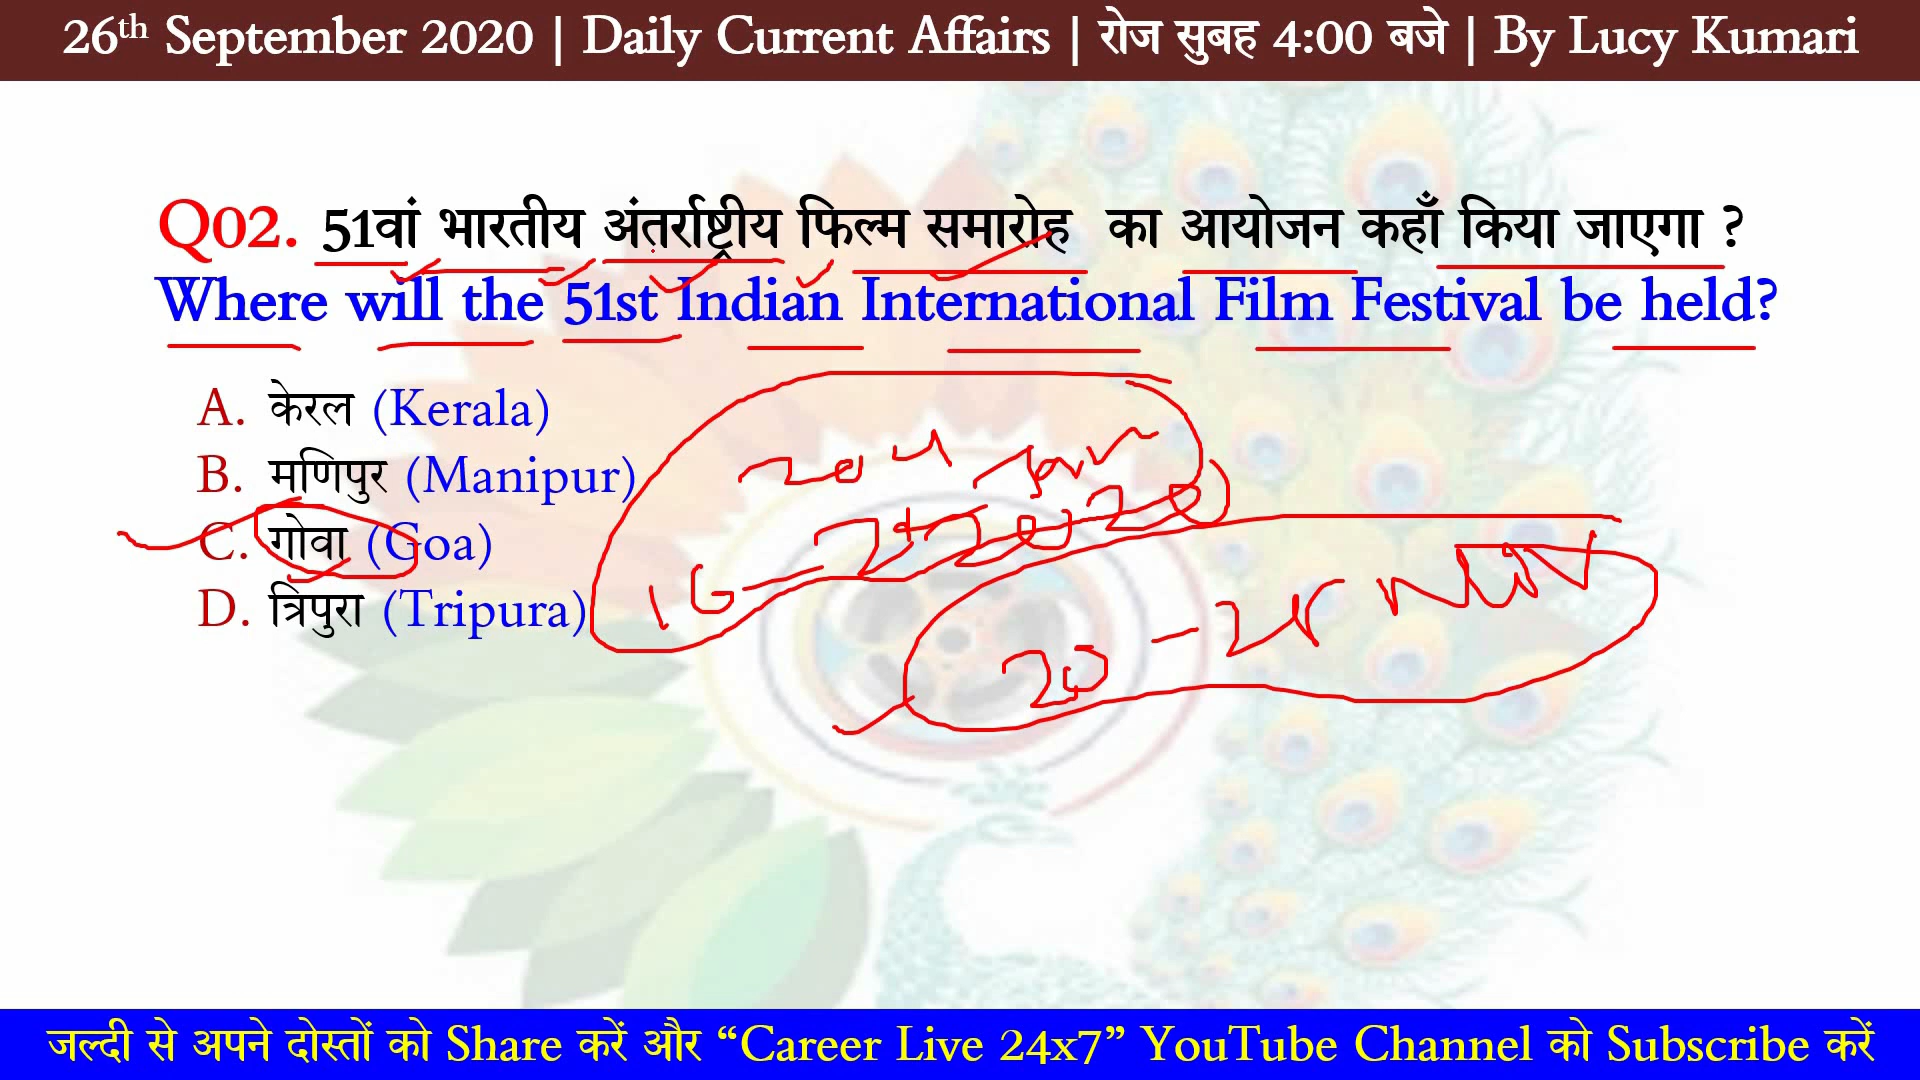 26th September 2020 | Daily Current Affairs | रोज सुबह 4:00 बजे | By Lucy Kumari
Q02. 51वां भारतीय अंतर्राष्ट्रीय फिल्म समारोह का आयोजन कहाँ किया जाएगा ?
Where will the 51st Indian International Film Festival be held?
A. केरल (Kerala)
B. मणिपुर (Manipur)
C. गोवा (Goa)
D. त्रिपुरा (Tripura)
20
जल्दी से अपने दोस्तों को Share करें और “Career Live 24x7” YouTube Channel को Subscribe करें